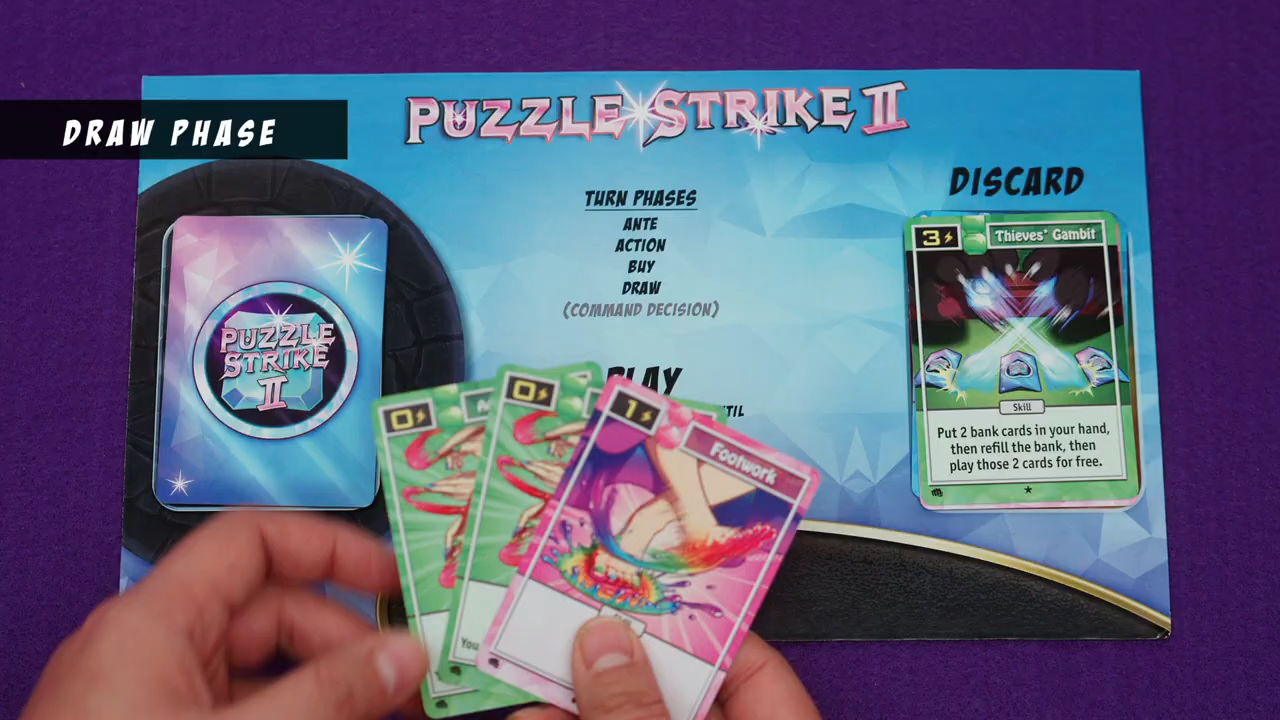 DRAW PHASE
PUZZLE STRIKE II
DISCARD
TURN PHASES
ANTE
ACTION
BUY
DRAW
(COMMAND DECISION)
PLAY
PUZZLE
STRIKE
II
3
Thieves' Gambit
Skill
Put 2 bank cards in your hand,
then refill the bank, then
play those 2 cards for free.
0
0
1
Footwork
You